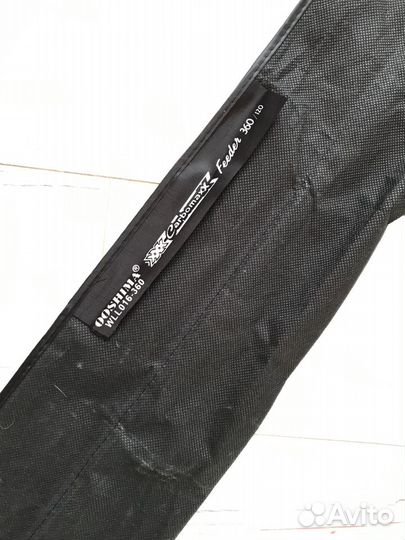 OOSHIMA®
WLL016-360
CarbomaxX
Feeder 360/120
Avito